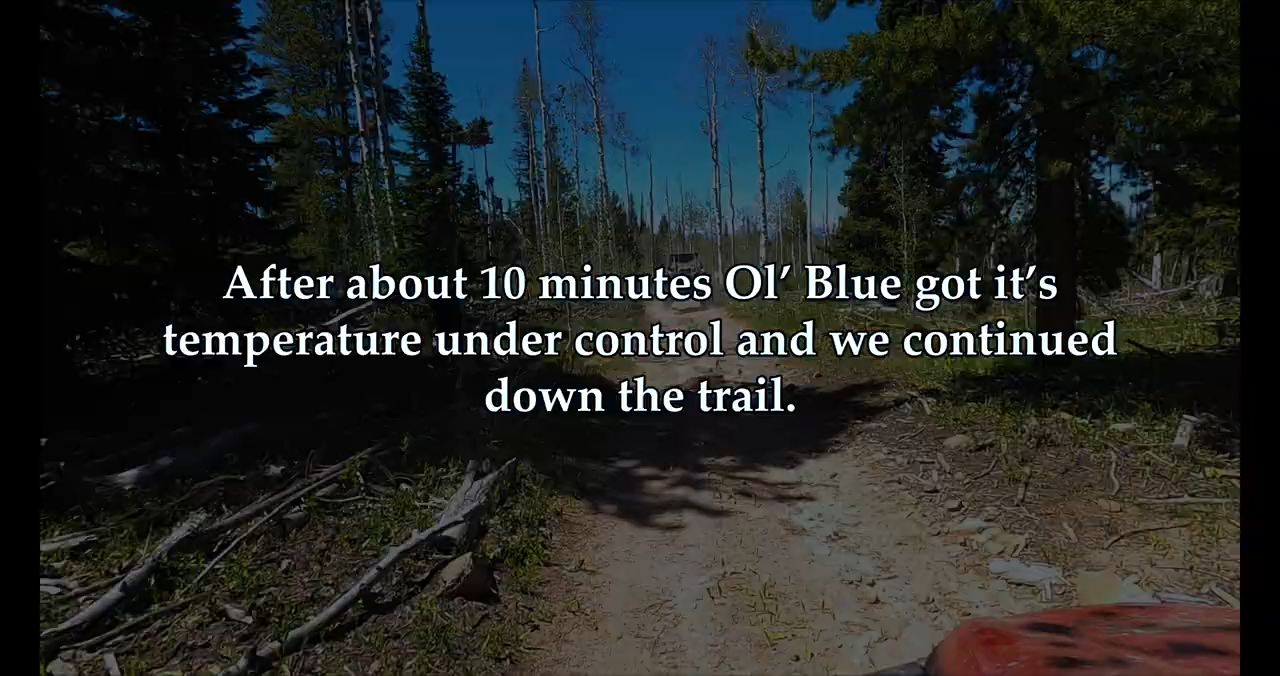 After about 10 minutes Ol’ Blue got it’s
temperature under control and we continued
down the trail.